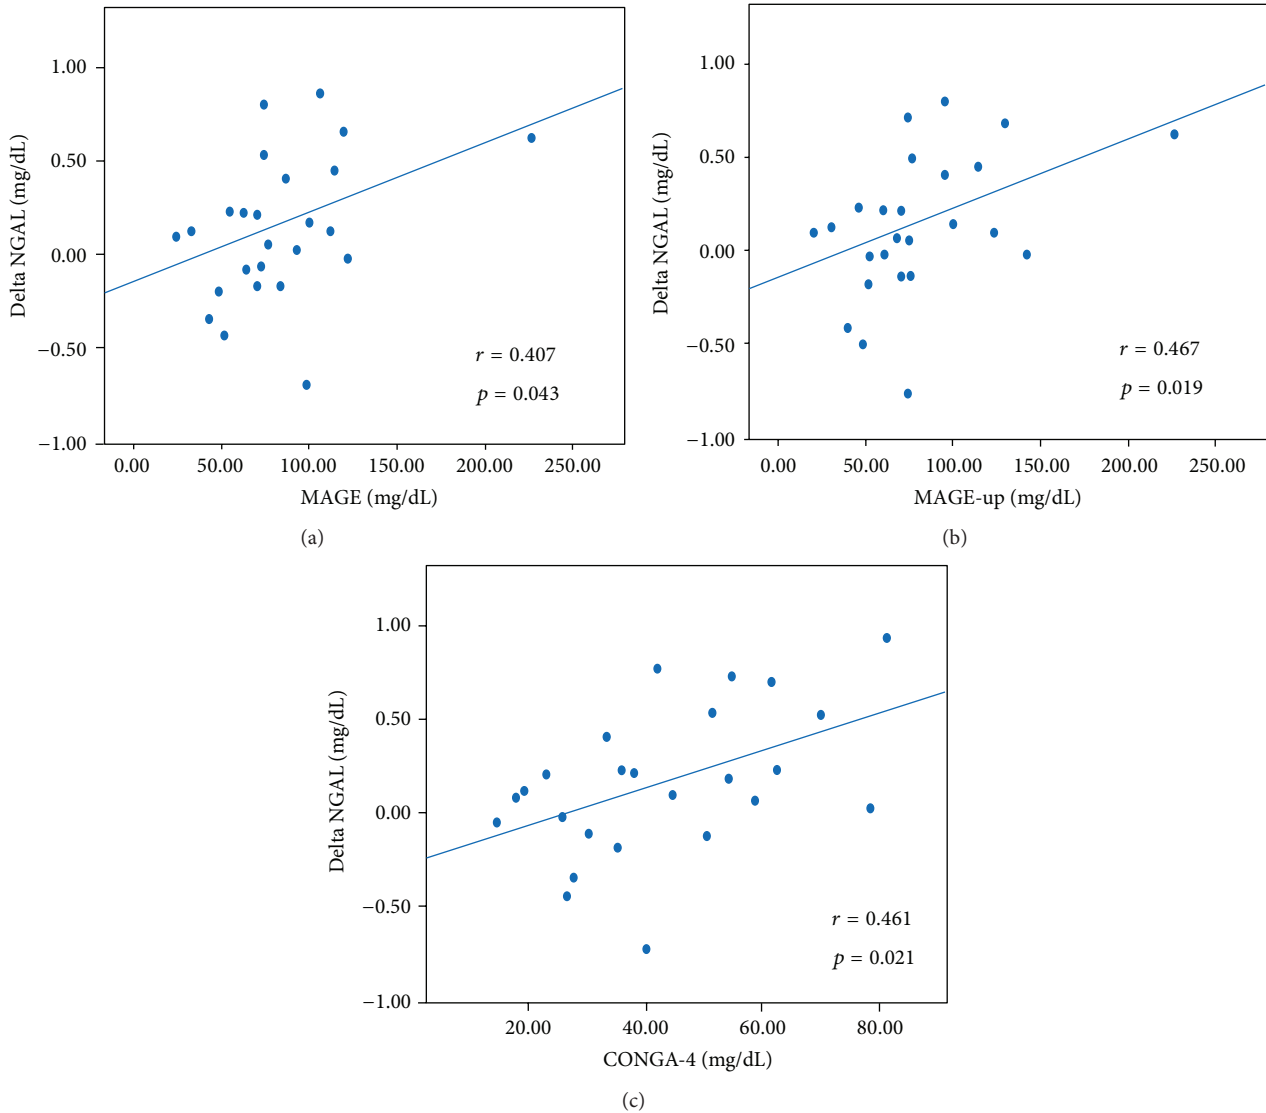 1.00
0.50
0.00
−0.50
−1.00
Delta NGAL (mg/dL)
r = 0.407
p = 0.043
0.00 50.00 100.00 150.00 200.00 250.00
MAGE (mg/dL)
(a)
1.00
0.50
0.00
−0.50
−1.00
Delta NGAL (mg/dL)
r = 0.467
p = 0.019
0.00 50.00 100.00 150.00 200.00 250.00
MAGE-up (mg/dL)
(b)
1.00
0.50
0.00
−0.50
−1.00
Delta NGAL (mg/dL)
r = 0.461
p = 0.021
20.00 40.00 60.00 80.00
CONGA-4 (mg/dL)
(c)